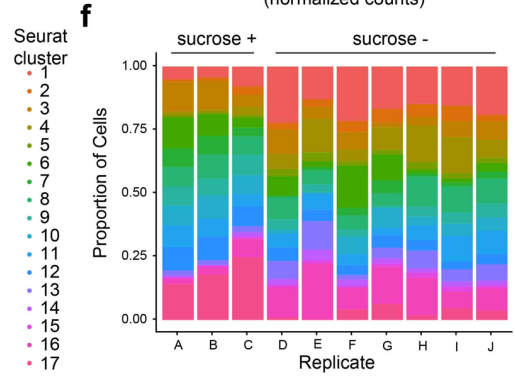 (normalized counts)
f
Seurat
cluster
1
2
3
4
5
6
7
8
9
10
11
12
13
14
15
16
17
sucrose +
sucrose -
Proportion of Cells
1.00
0.75
0.50
0.25
0.00
A B C D E F G H I J
Replicate